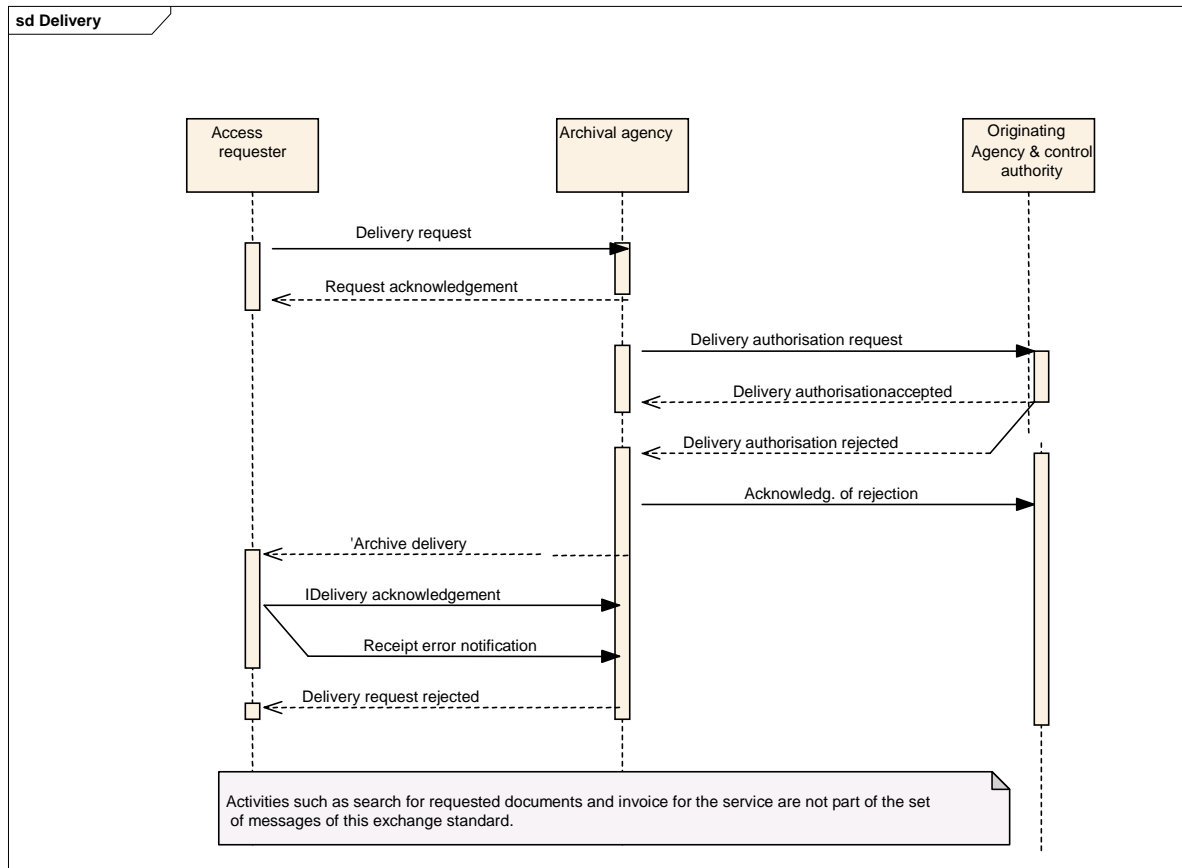 sd Delivery
Access
requester
Archival agency
Originating
Agency & control
authority
Delivery request
Request acknowledgement
Delivery authorisation request
Delivery authorisationaccepted
Delivery authorisation rejected
Acknowledg. of rejection
'Archive delivery
IDelivery acknowledgement
Receipt error notification
Delivery request rejected
Activities such as search for requested documents and invoice for the service are not part of the set
of messages of this exchange standard.